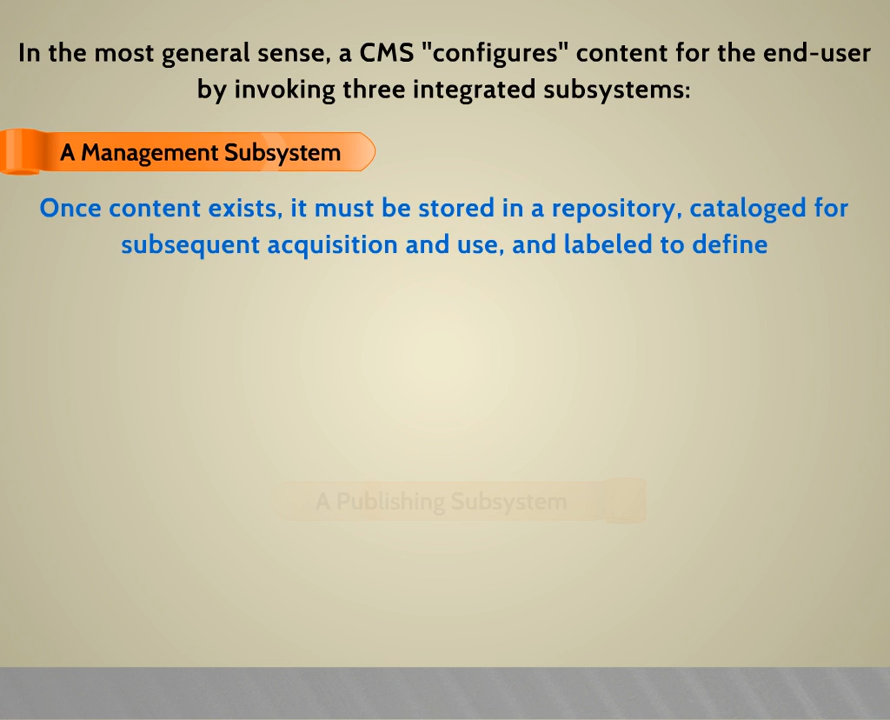 In the most general sense, a CMS "configures" content for the end-user
by invoking three integrated subsystems:
A Management Subsystem
Once content exists, it must be stored in a repository, cataloged for
subsequent acquisition and use, and labeled to define
A Publishing Subsystem